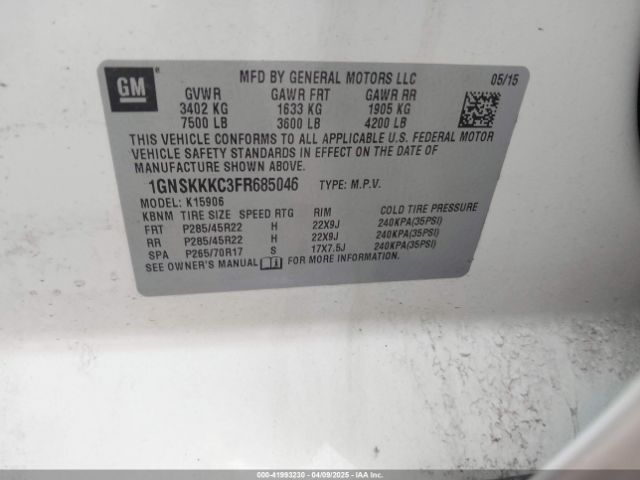 GM ®
MFD BY GENERAL MOTORS LLC 05/15
GVWR GAWR FRT GAWR RR
3402 KG 1633 KG 1905 KG
7500 LB 3600 LB 4200 LB
THIS VEHICLE CONFORMS TO ALL APPLICABLE U.S. FEDERAL MOTOR
VEHICLE SAFETY STANDARDS IN EFFECT ON THE DATE OF
MANUFACTURE SHOWN ABOVE.
1GNSKKKC3FR685046 TYPE: M.P.V.
MODEL: K15906
KBNM TIRE SIZE SPEED RTG RIM COLD TIRE PRESSURE
FRT P285/45R22 H 22X9J 240KPA(35PSI)
RR P285/45R22 H 22X9J 240KPA(35PSI)
SPA P265/70R17 S 17X7.5J 240KPA(35PSI)
SEE OWNER'S MANUAL FOR MORE INFORMATION.
000-41993230 - 04/09/2025 - IAAI.COM